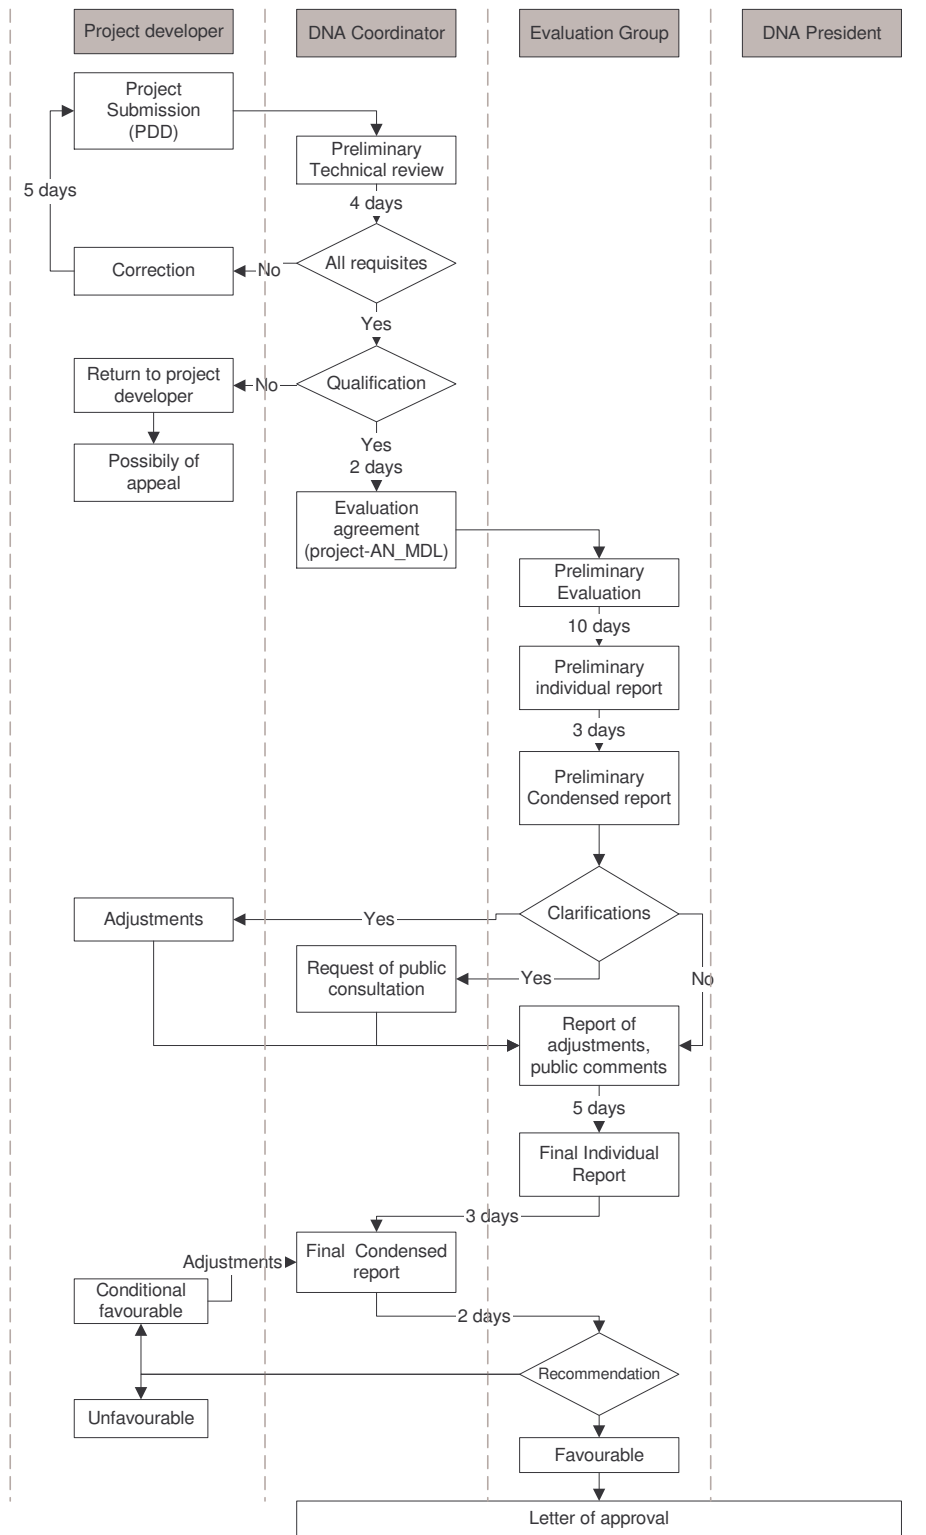 Project developer
DNA Coordinator
Evaluation Group
DNA President
Project
Submission
(PDD)
Preliminary
Technical review
5 days
4 days
All requisites
No
Correction
Yes
Return to project
developer
No
Qualification
Possibily of
appeal
Yes
2 days
Evaluation
agreement
(project-AN_MDL)
Preliminary
Evaluation
10 days
Preliminary
individual report
3 days
Preliminary
Condensed report
Clarifications
Yes
Adjustments
Request of public
consultation
Yes
No
Report of
adjustments,
public comments
5 days
Final Individual
Report
3 days
Final Condensed
report
Adjustments
Conditional
favourable
2 days
Recommendation
Unfavourable
Favourable
Letter of approval